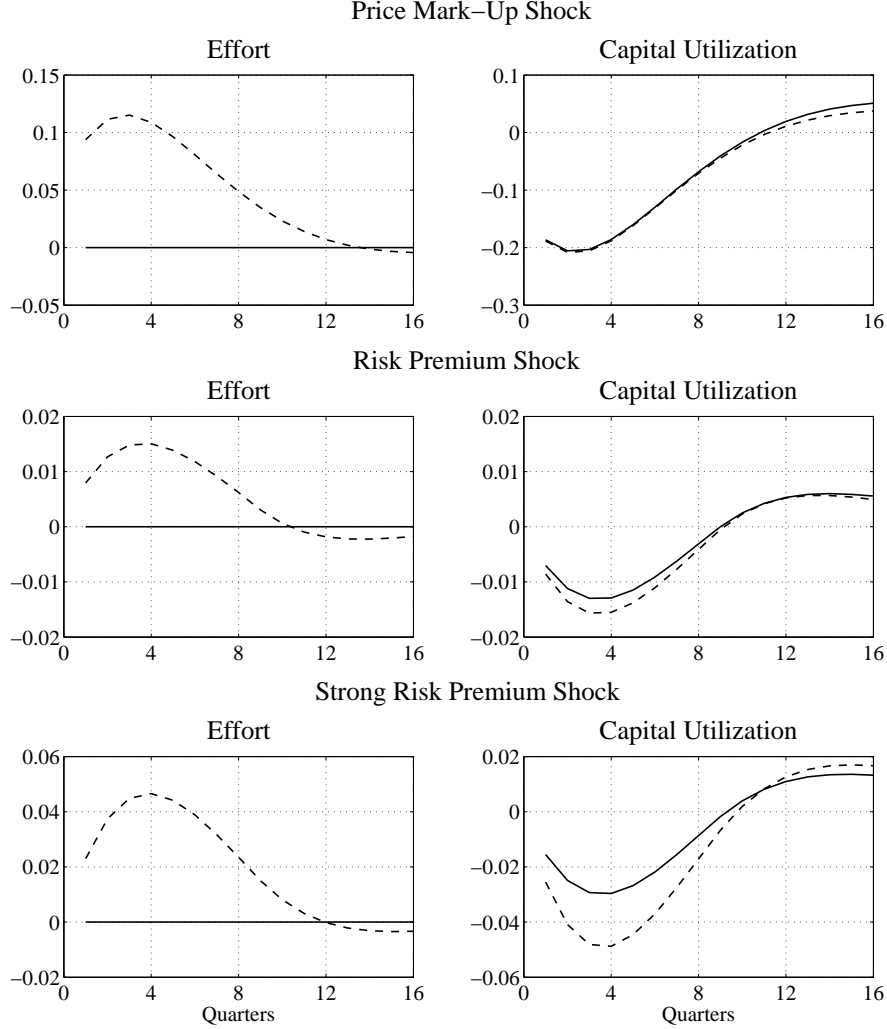 Price Mark–Up Shock
Effort
0.15
0.1
0.05
0
−0.05
0 4 8 12 16
Capital Utilization
0.1
0
−0.1
−0.2
−0.3
0 4 8 12 16
Risk Premium Shock
Effort
0.02
0.01
0
−0.01
−0.02
0 4 8 12 16
Capital Utilization
0.02
0.01
0
−0.01
−0.02
0 4 8 12 16
Strong Risk Premium Shock
Effort
0.06
0.04
0.02
0
−0.02
0 4 8 12 16
Quarters
Capital Utilization
0.02
0
−0.02
−0.04
−0.06
0 4 8 12 16
Quarters